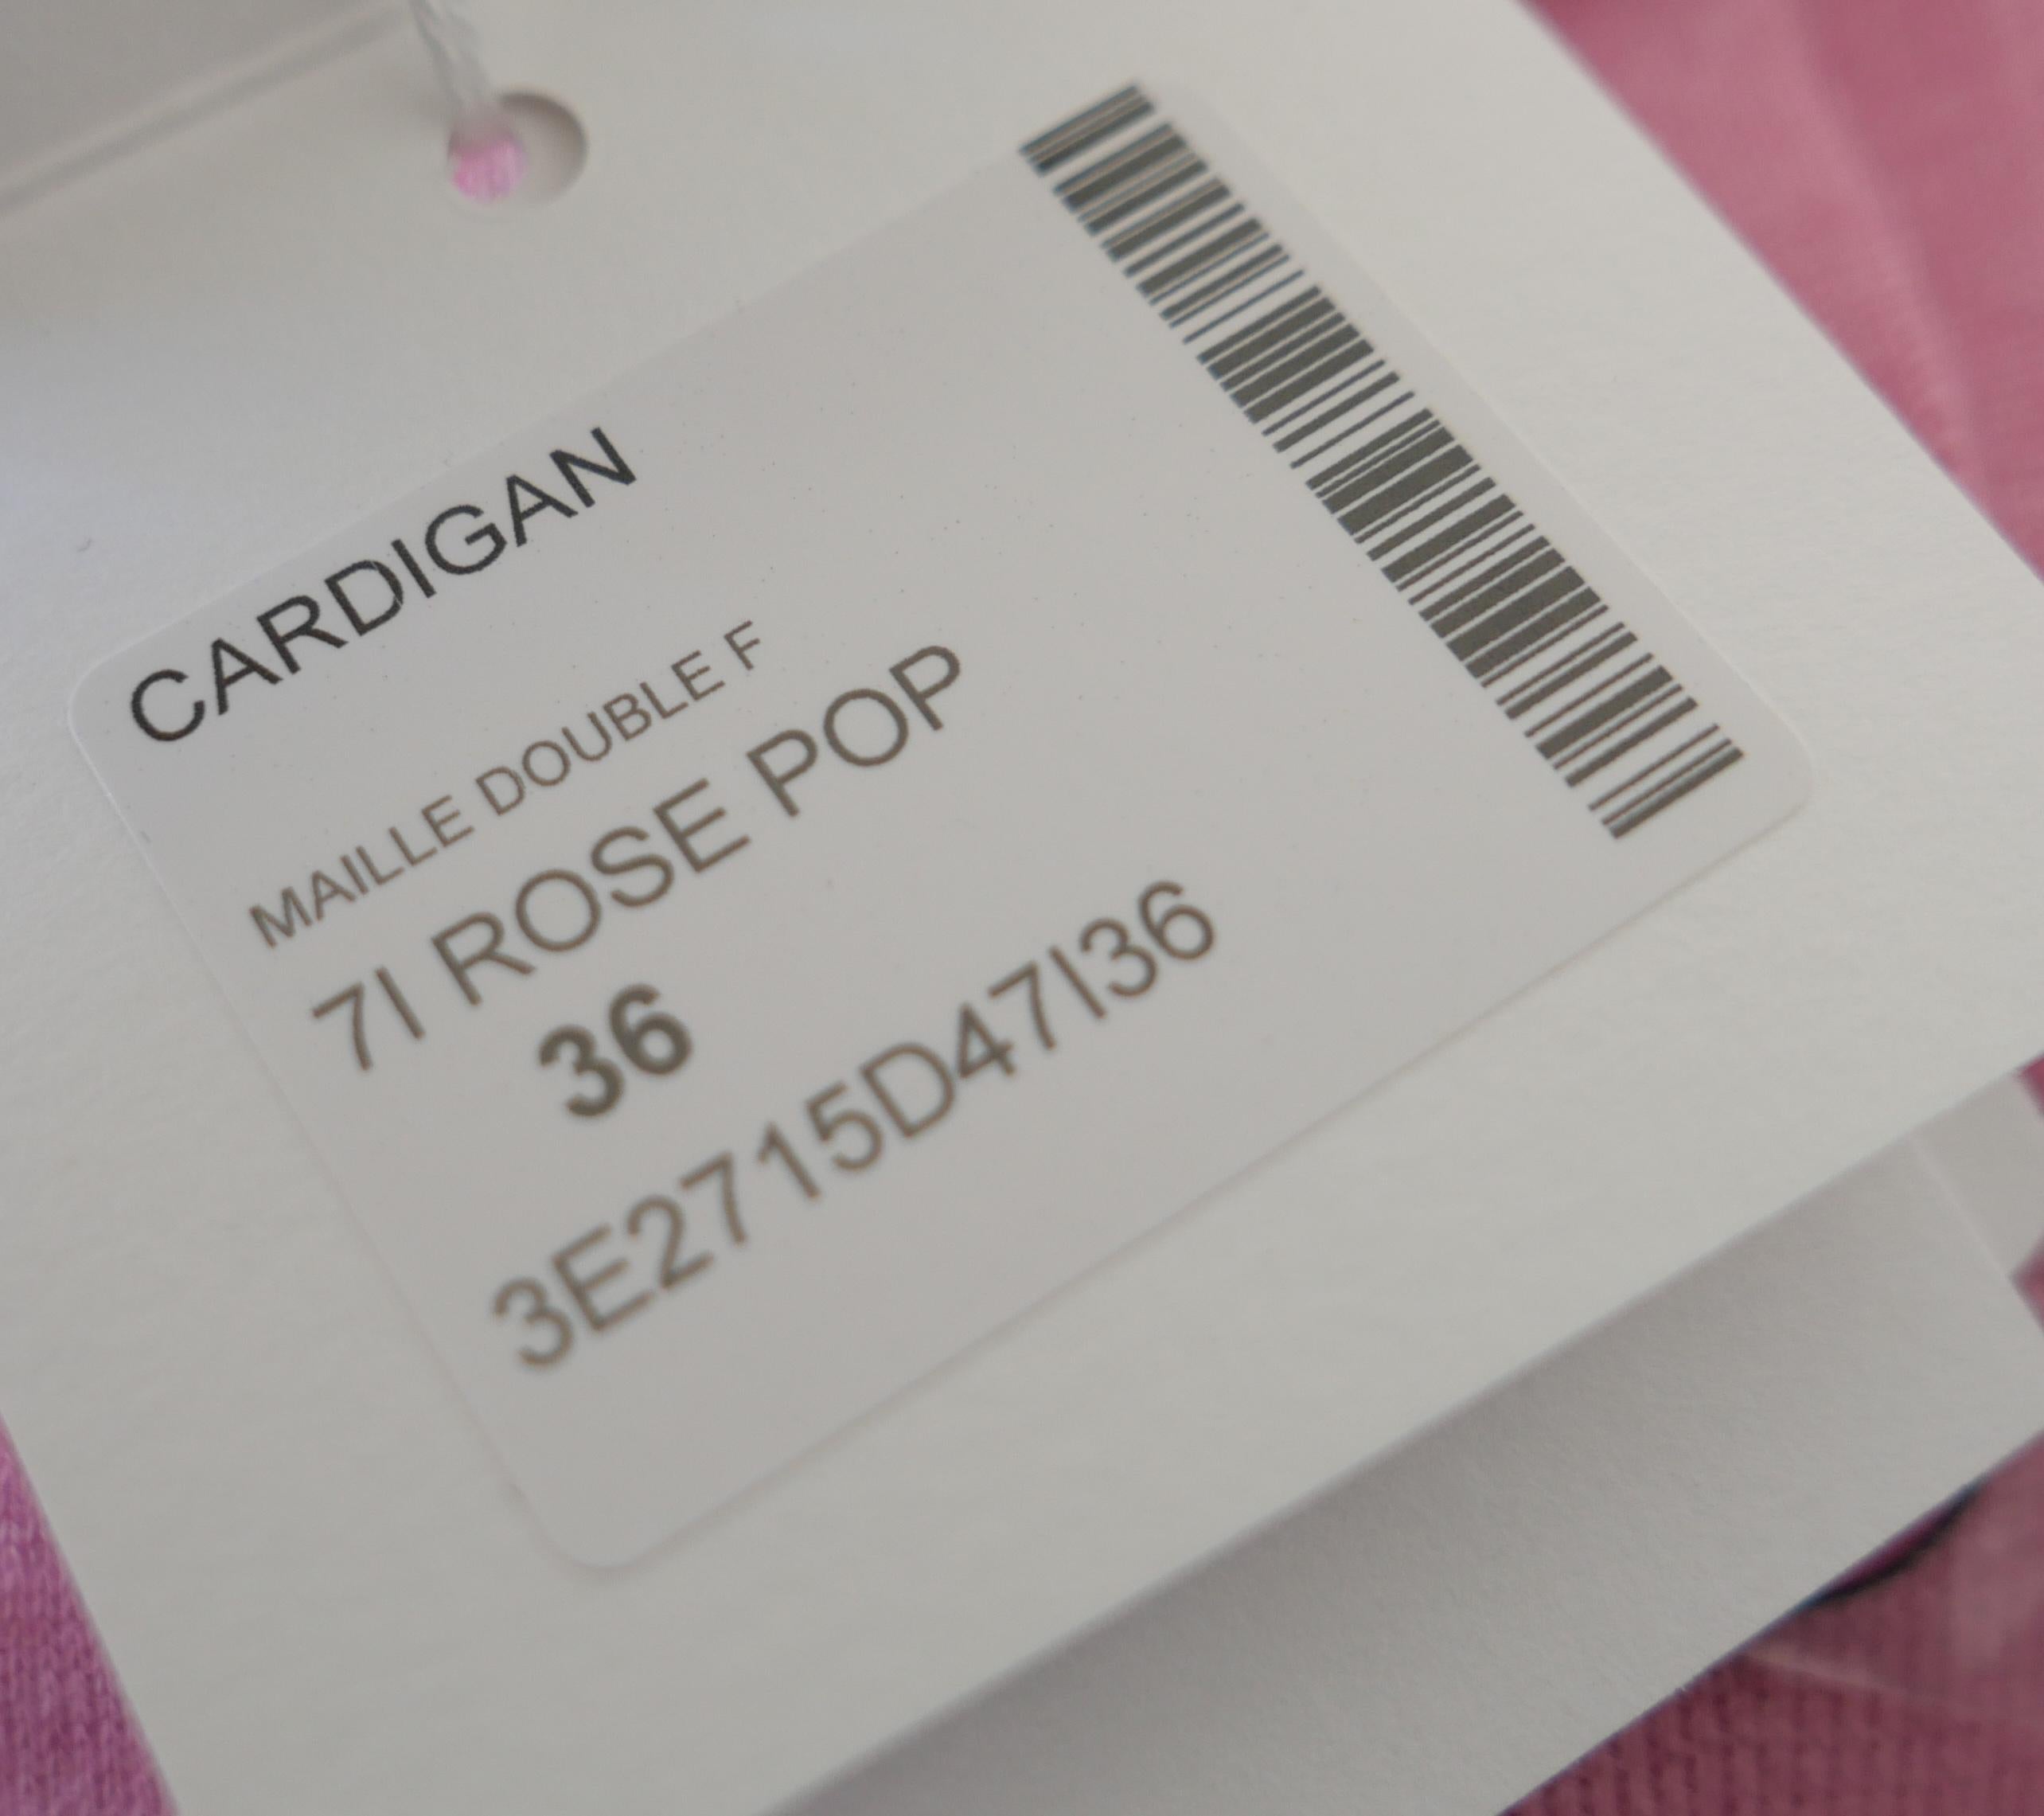 CARDIGAN
MAILLE DOUBLE F
7I ROSE POP
36
3E2715D47I36